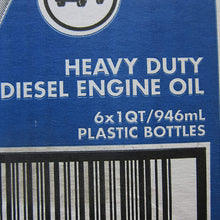 HEAVY DUTY
DIESEL ENGINE OIL
6x1QT/946mL
PLASTIC BOTTLES